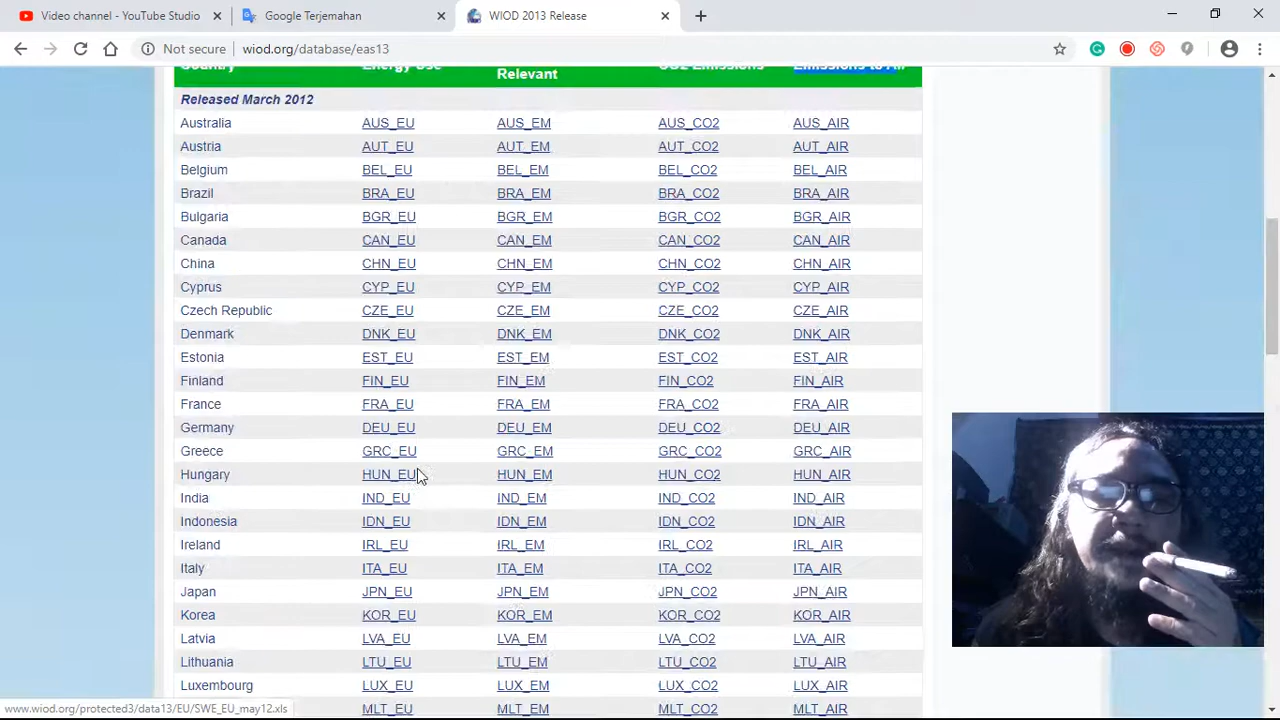 Video channel - YouTube Studio
Google Terjemahan
WIOD 2013 Release
Not secure wiod.org/database/eas13
Country Energy Use Relevant CO2 Emissions Emissions to A...
Released March 2012
Australia AUS_EU AUS_EM AUS_CO2 AUS_AIR
Austria AUT_EU AUT_EM AUT_CO2 AUT_AIR
Belgium BEL_EU BEL_EM BEL_CO2 BEL_AIR
Brazil BRA_EU BRA_EM BRA_CO2 BRA_AIR
Bulgaria BGR_EU BGR_EM BGR_CO2 BGR_AIR
Canada CAN_EU CAN_EM CAN_CO2 CAN_AIR
China CHN_EU CHN_EM CHN_CO2 CHN_AIR
Cyprus CYP_EU CYP_EM CYP_CO2 CYP_AIR
Czech Republic CZE_EU CZE_EM CZE_CO2 CZE_AIR
Denmark DNK_EU DNK_EM DNK_CO2 DNK_AIR
Estonia EST_EU EST_EM EST_CO2 EST_AIR
Finland FIN_EU FIN_EM FIN_CO2 FIN_AIR
France FRA_EU FRA_EM FRA_CO2 FRA_AIR
Germany DEU_EU DEU_EM DEU_CO2 DEU_AIR
Greece GRC_EU GRC_EM GRC_CO2 GRC_AIR
Hungary HUN_EU HUN_EM HUN_CO2 HUN_AIR
India IND_EU IND_EM IND_CO2 IND_AIR
Indonesia IDN_EU IDN_EM IDN_CO2 IDN_AIR
Ireland IRL_EU IRL_EM IRL_CO2 IRL_AIR
Italy ITA_EU ITA_EM ITA_CO2 ITA_AIR
Japan JPN_EU JPN_EM JPN_CO2 JPN_AIR
Korea KOR_EU KOR_EM KOR_CO2 KOR_AIR
Latvia LVA_EU LVA_EM LVA_CO2 LVA_AIR
Lithuania LTU_EU LTU_EM LTU_CO2 LTU_AIR
Luxembourg LUX_EU LUX_EM LUX_CO2 LUX_AIR
MLT_EU MLT_EM MLT_CO2 MLT_AIR
www.wiod.org/protected3/data13/EU/SWE_EU_may12.xls